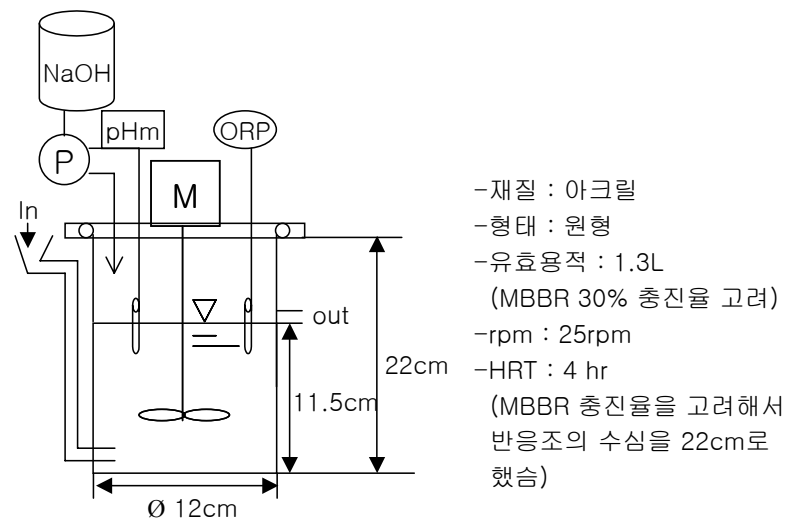 NaOH
pHm
ORP
P
M
In
out
22cm
11.5cm
Ø 12cm
-재질 : 아크릴
-형태 : 원형
-유효용적 : 1.3L
(MBBR 30% 충진율 고려)
-rpm : 25rpm
-HRT : 4 hr
(MBBR 충진율을 고려해서
반응조의 수심을 22cm로
했슴)